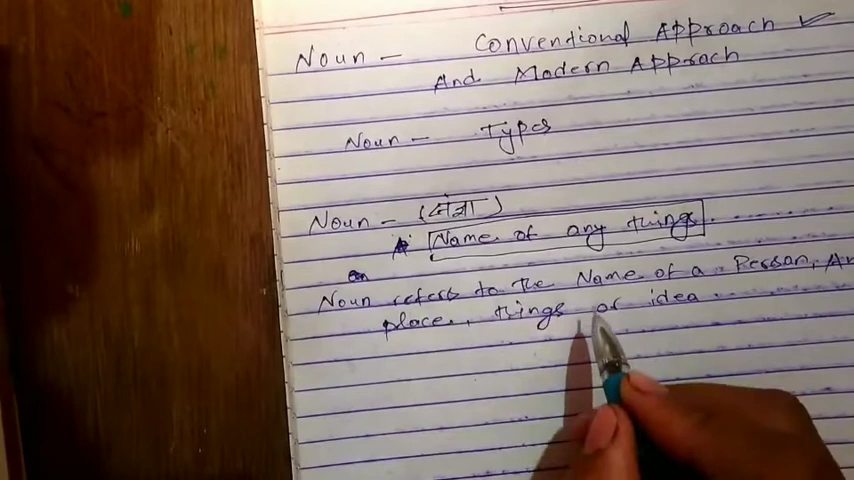 Noun - Conventional Approach ✓
And Modern Approach
Noun - Types
Noun - (संज्ञा)
Name of any things........
Noun refers to the Name of a Person, An
place, things or idea........